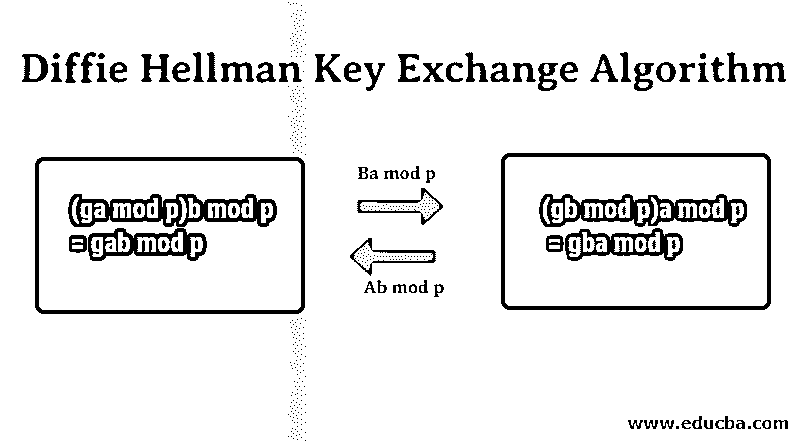 Diffie Hellman Key Exchange Algorithm
(ga mod p)b mod p
= gab mod p
Ba mod p
Ab mod p
(gb mod p)a mod p
= gba mod p
www.educba.com